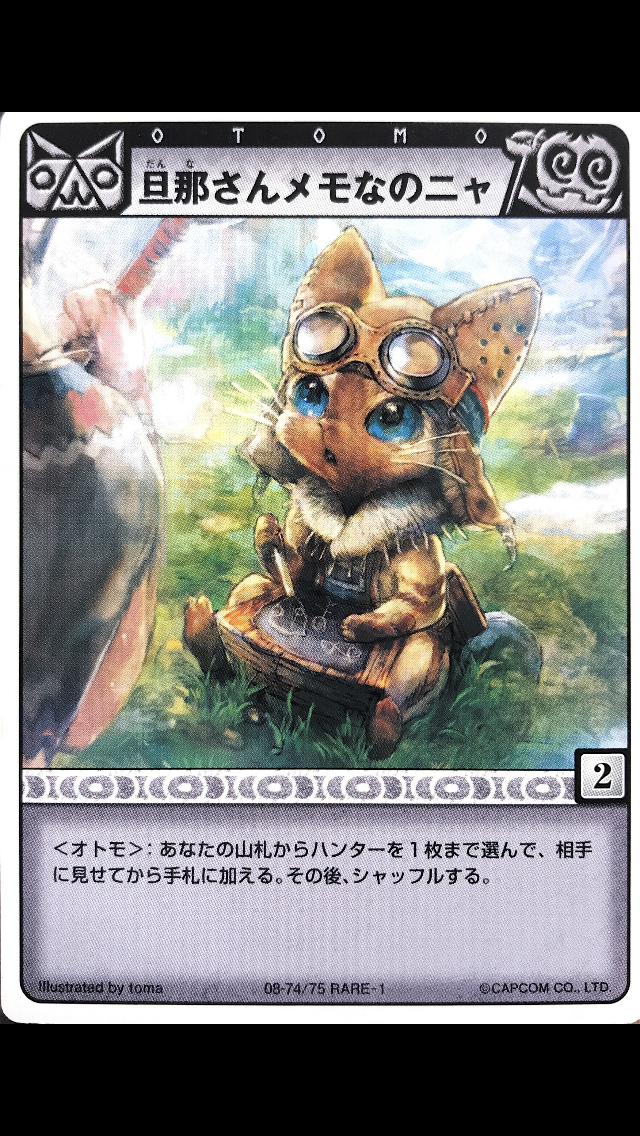 OTOMO
だんな
旦那さんメモなのニャ
2
<オトモ>：あなたの山札からハンターを1枚まで選んで、相手
に見せてから手札に加える。その後、シャッフルする。
Illustrated by toma 08-74/75 RARE-1 ©CAPCOM CO., LTD.